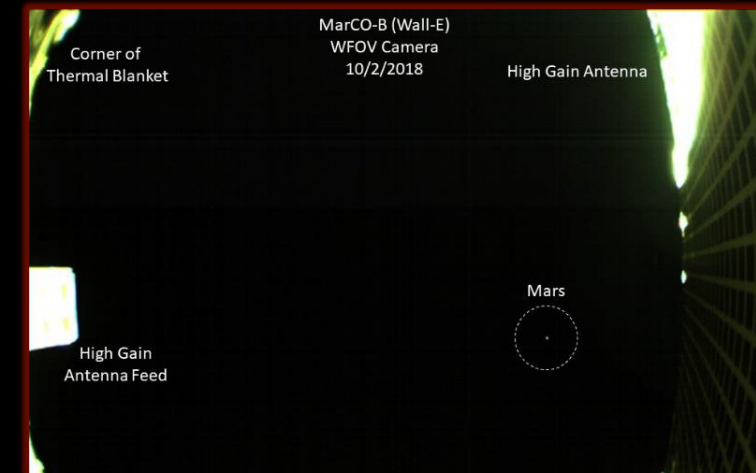 MarCO-B (Wall-E)
WFOV Camera
10/2/2018
Corner of
Thermal Blanket
High Gain Antenna
Mars
High Gain
Antenna Feed